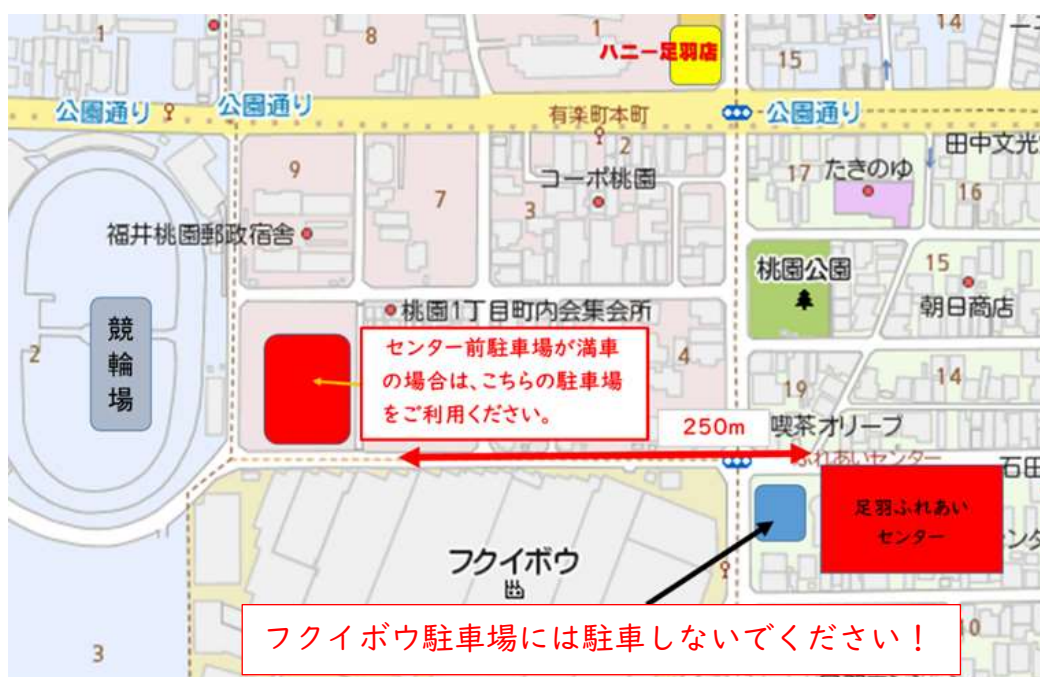 1
8
1
ハニー足羽店
15
14
公園通り
公園通り
有楽町本町
公園通り
9
7
2
3
コーポ桃園
17
たきのゆ
田中文光
16
福井桃園郵政宿舎
桃園公園
15
朝日商店
桃園1丁目町内会集会所
競輪場
2
センター前駐車場が満車
の場合は、こちらの駐車場
をご利用ください。
4
19
14
250m
喫茶オリーブ
ふれあいセンター
石田
足羽ふれあい
センター
ンタ
フクイボウ
フクイボウ駐車場には駐車しないでください!
10
3